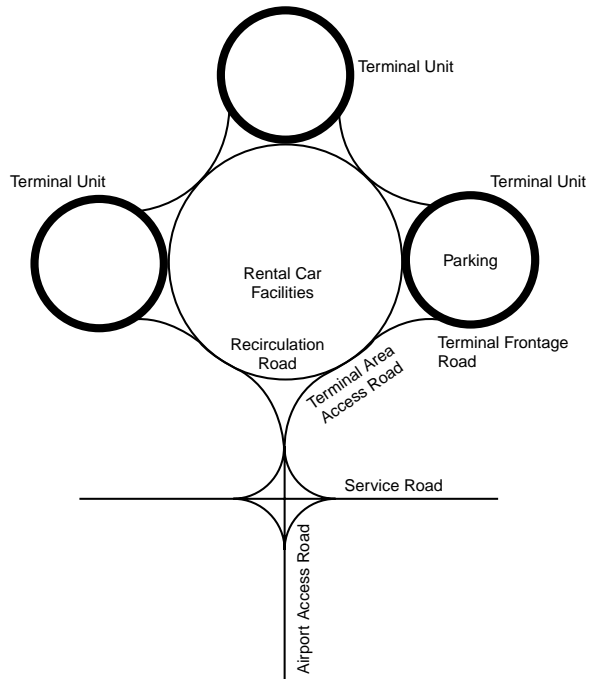 Terminal Unit
Terminal Unit
Terminal Unit
Parking
Rental Car
Facilities
Recirculation
Road
Terminal Frontage
Road
Terminal Area
Access Road
Service Road
Airport Access Road